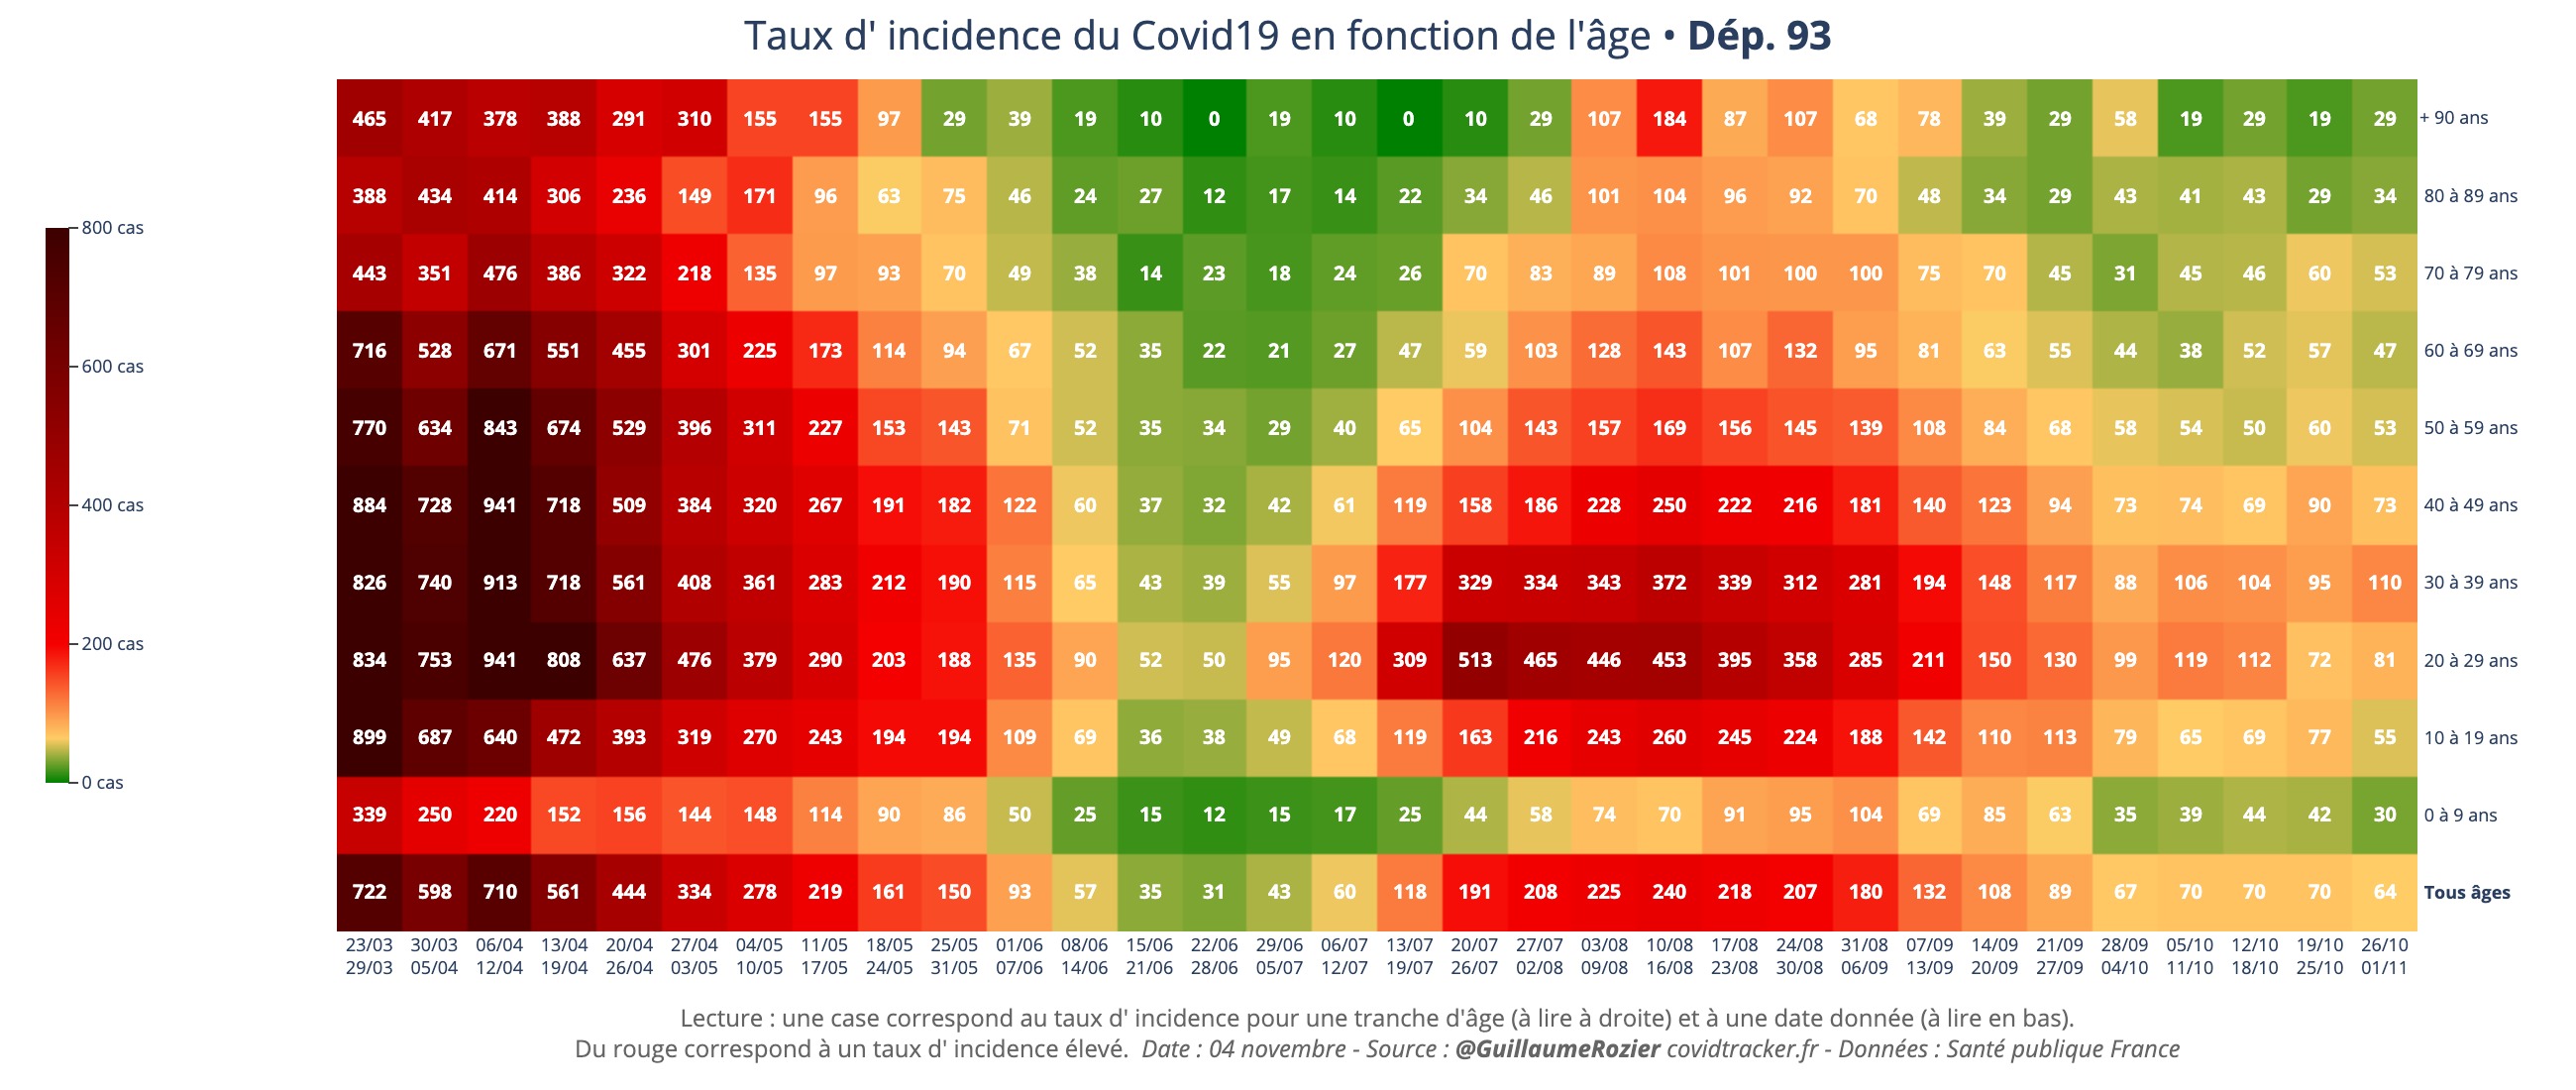 Taux d' incidence du Covid19 en fonction de l'âge • Dép. 93
800 cas
600 cas
400 cas
200 cas
0 cas
465 417 378 388 291 310 155 155 97 29 39 19 10 0 19 10 0 10 29 107 184 87 107 68 78 39 29 58 19 29 19 29 + 90 ans
388 434 414 306 236 149 171 96 63 75 46 24 27 12 17 14 22 34 46 101 104 96 92 70 48 34 29 43 41 43 29 34 80 à 89 ans
443 351 476 386 322 218 135 97 93 70 49 38 14 23 18 24 26 70 83 89 108 101 100 100 75 70 45 31 45 46 60 53 70 à 79 ans
716 528 671 551 455 301 225 173 114 94 67 52 35 22 21 27 47 59 103 128 143 107 132 95 81 63 55 44 38 52 57 47 60 à 69 ans
770 634 843 674 529 396 311 227 153 143 71 52 35 34 29 40 65 104 143 157 169 156 145 139 108 84 68 58 54 50 60 53 50 à 59 ans
884 728 941 718 509 384 320 267 191 182 122 60 37 32 42 61 119 158 186 228 250 222 216 181 140 123 94 73 74 69 90 73 40 à 49 ans
826 740 913 718 561 408 361 283 212 190 115 65 43 39 55 97 177 329 334 343 372 339 312 281 194 148 117 88 106 104 95 110 30 à 39 ans
834 753 941 808 637 476 379 290 203 188 135 90 52 50 95 120 309 513 465 446 453 395 358 285 211 150 130 99 119 112 72 81 20 à 29 ans
899 687 640 472 393 319 270 243 194 194 109 69 36 38 49 68 119 163 216 243 260 245 224 188 142 110 113 79 65 69 77 55 10 à 19 ans
339 250 220 152 156 144 148 114 90 86 50 25 15 12 15 17 25 44 58 74 70 91 95 104 69 85 63 35 39 44 42 30 0 à 9 ans
722 598 710 561 444 334 278 219 161 150 93 57 35 31 43 60 118 191 208 225 240 218 207 180 132 108 89 67 70 70 70 64 Tous âges
23/03 30/03 06/04 13/04 20/04 27/04 04/05 11/05 18/05 25/05 01/06 08/06 15/06 22/06 29/06 06/07 13/07 20/07 27/07 03/08 10/08 17/08 24/08 31/08 07/09 14/09 21/09 28/09 05/10 12/10 19/10 26/10
29/03 05/04 12/04 19/04 26/04 03/05 10/05 17/05 24/05 31/05 07/06 14/06 21/06 28/06 05/07 12/07 19/07 26/07 02/08 09/08 16/08 23/08 30/08 06/09 13/09 20/09 27/09 04/10 11/10 18/10 25/10 01/11
Lecture : une case correspond au taux d' incidence pour une tranche d'âge (à lire à droite) et à une date donnée (à lire en bas).
Du rouge correspond à un taux d' incidence élevé. Date : 04 novembre - Source : @GuillaumeRozier covidtracker.fr - Données : Santé publique France